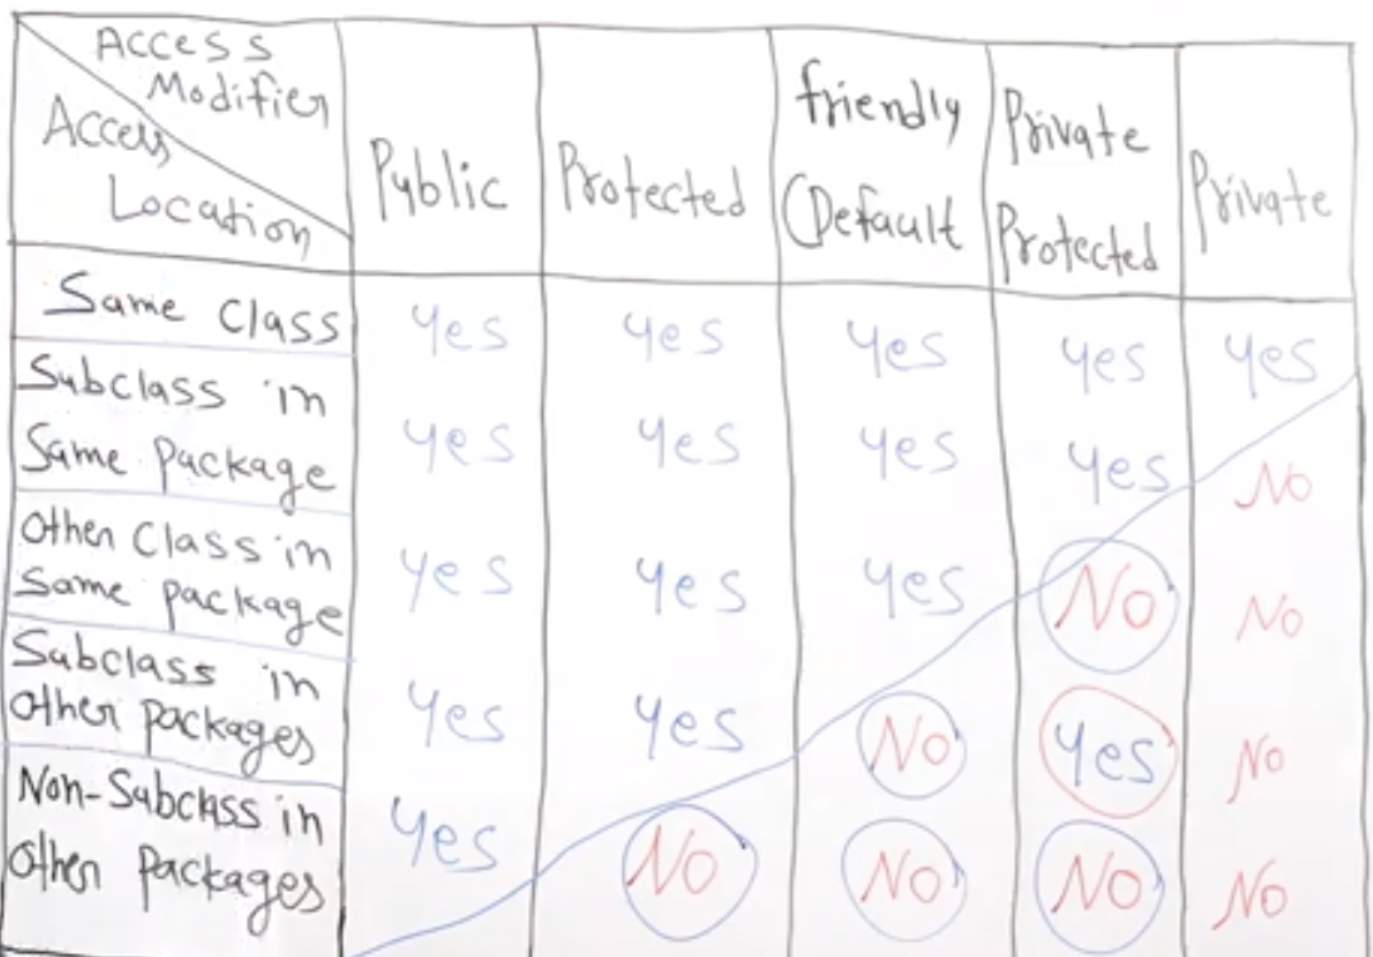 Access
Modifier
Access
Location
Public
Protected
friendly
(Default
Private
Protected
Private
Same Class
Yes Yes Yes Yes Yes
Subclass in
Same Package
Yes Yes Yes Yes No
Other Class in
Same package
Yes Yes Yes No No
Subclass in
Other packages
Yes Yes No Yes No
Non-Subclass in
Other Packages
Yes No No No No